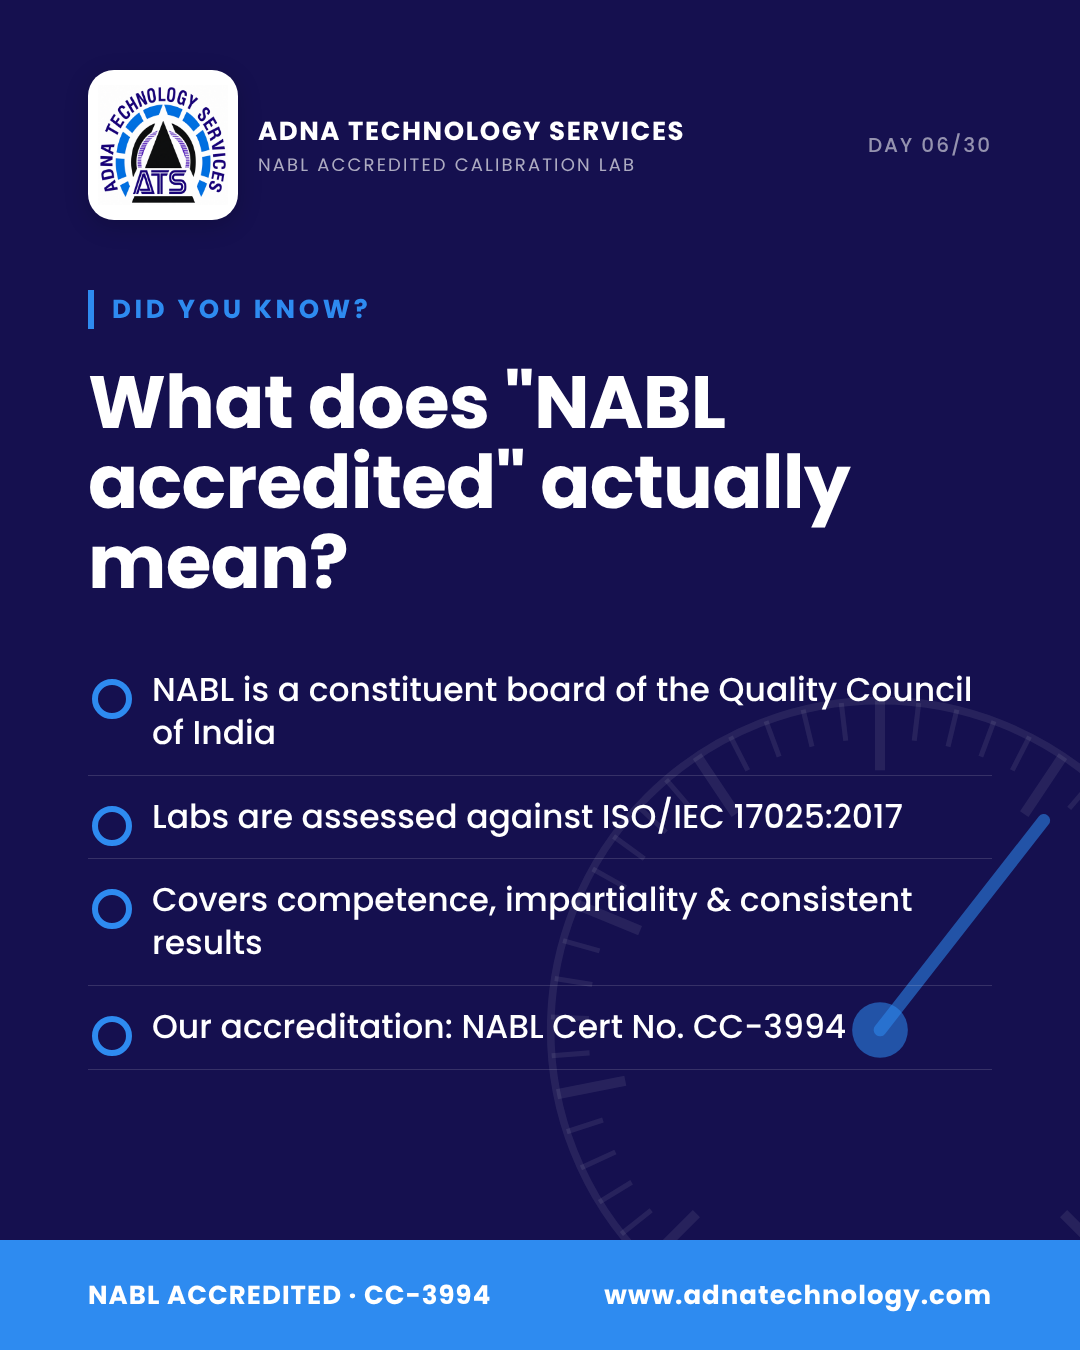 ADNA TECHNOLOGY SERVICES
ATS
ADNA TECHNOLOGY SERVICES
NABL ACCREDITED CALIBRATION LAB
DAY 06/30
DID YOU KNOW?
What does "NABL
accredited" actually
mean?
NABL is a constituent board of the Quality Council
of India
Labs are assessed against ISO/IEC 17025:2017
Covers competence, impartiality & consistent
results
Our accreditation: NABL Cert No. CC-3994
NABL ACCREDITED · CC-3994
www.adnatechnology.com